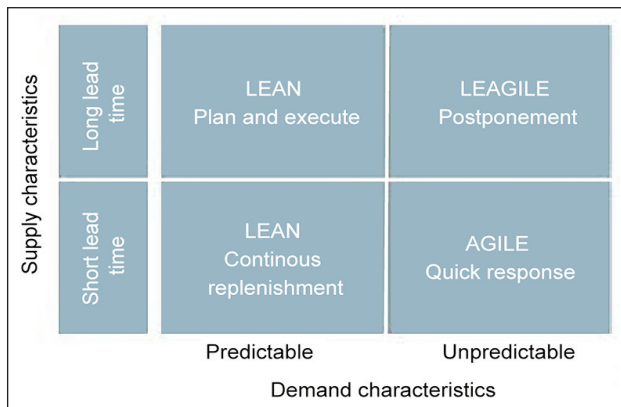 Supply characteristics
Long lead
time
LEAN
Plan and execute
LEAGILE
Postponement
Short lead
time
LEAN
Continous
replenishment
AGILE
Quick response
Predictable
Unpredictable
Demand characteristics